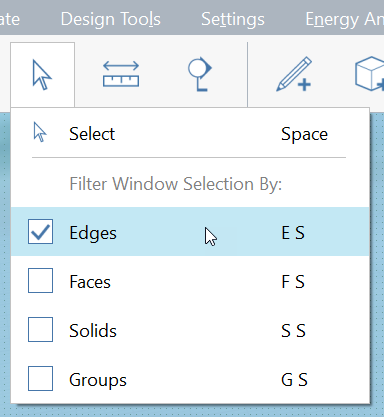 ate Design Tools Settings Energy An
Select Space
Filter Window Selection By:
Edges E S
Faces F S
Solids S S
Groups G S